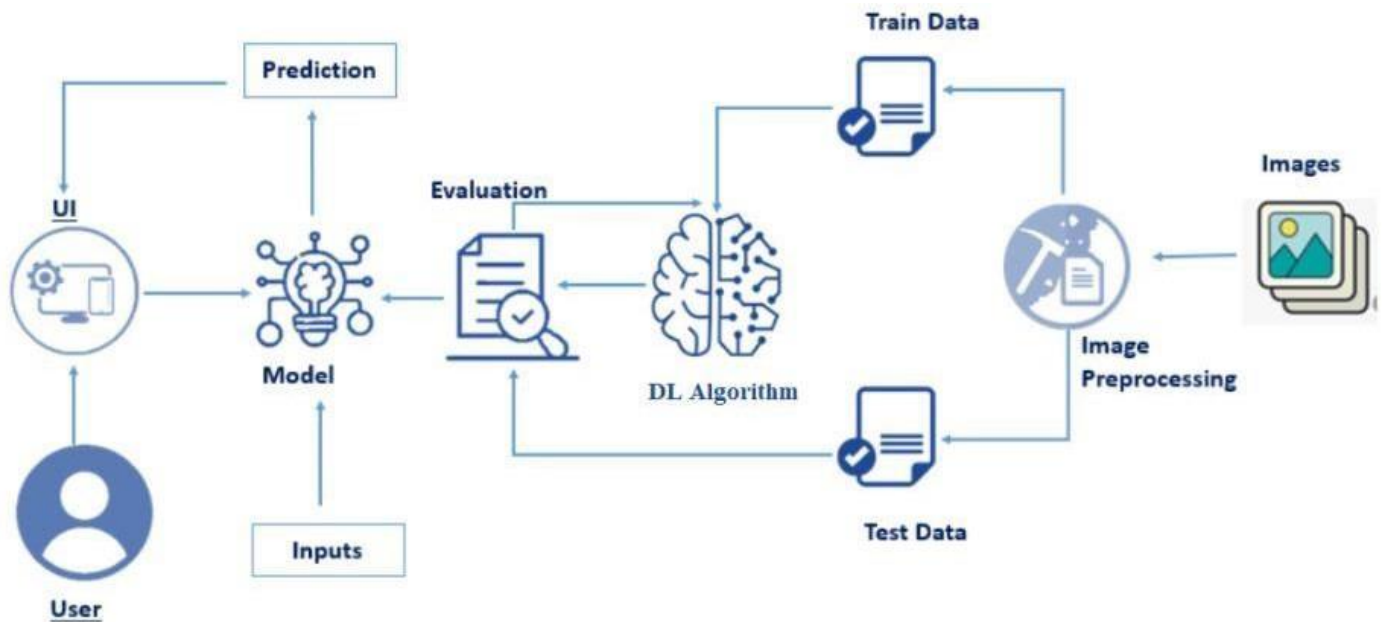 Train Data
Prediction
Images
Evaluation
UI
Image
Preprocessing
Model
DL Algorithm
Test Data
Inputs
User